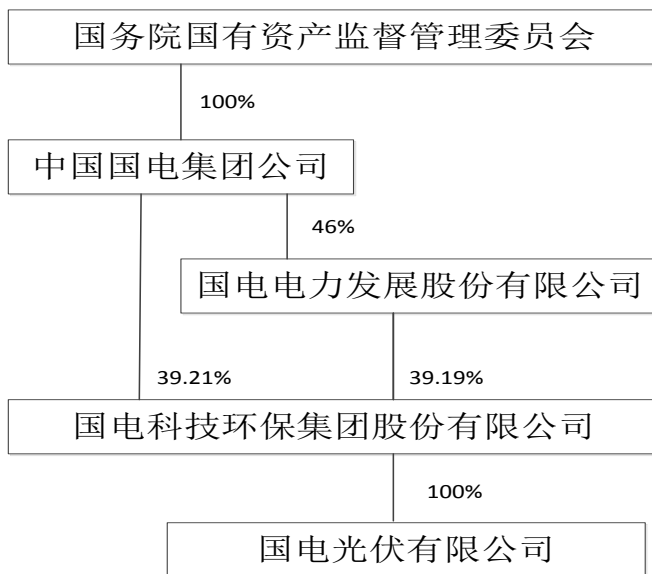 国务院国有资产监督管理委员会
100%
中国国电集团公司
46%
国电电力发展股份有限公司
39.21%
39.19%
国电科技环保集团股份有限公司
100%
国电光伏有限公司